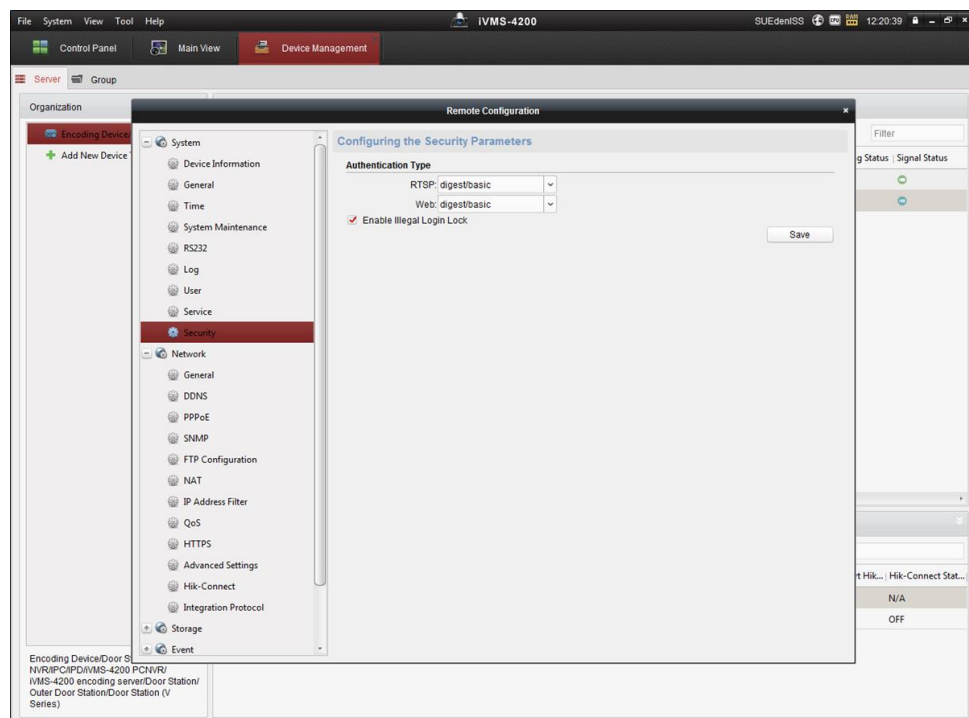 File System View Tool Help
iVMS-4200
SUEdenISS
CPU
RAM
12:20:39
Control Panel
Main View
Device Management
Server
Group
Organization
Remote Configuration
Encoding Device/
Add New Device
System
Device Information
General
Time
System Maintenance
RS232
Log
User
Service
Security
Network
General
DDNS
PPPoE
SNMP
FTP Configuration
NAT
IP Address Filter
QoS
HTTPS
Advanced Settings
Hik-Connect
Integration Protocol
Storage
Event
Configuring the Security Parameters
Authentication Type
RTSP: digest/basic
Web: digest/basic
Enable Illegal Login Lock
Save
Filter
g Status | Signal Status
rt Hik... | Hik-Connect Stat...
N/A
OFF
Encoding Device/Door S
NVR/IPC/IPD/iVMS-4200 PCNVR/
iVMS-4200 encoding server/Door Station/
Outer Door Station/Door Station (V
Series)